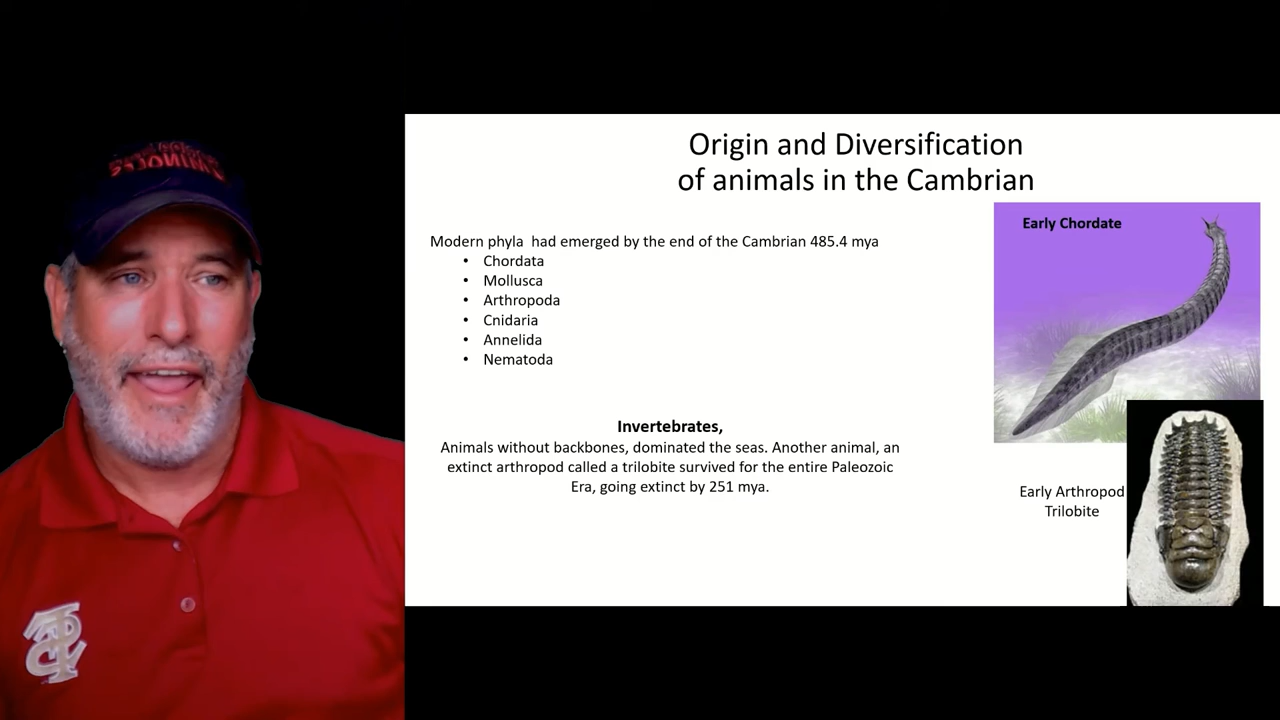 Origin and Diversification
of animals in the Cambrian
Early Chordate
Modern phyla had emerged by the end of the Cambrian 485.4 mya
• Chordata
• Mollusca
• Arthropoda
• Cnidaria
• Annelida
• Nematoda
Invertebrates,
Animals without backbones, dominated the seas. Another animal, an
extinct arthropod called a trilobite survived for the entire Paleozoic
Era, going extinct by 251 mya.
Early Arthropod
Trilobite